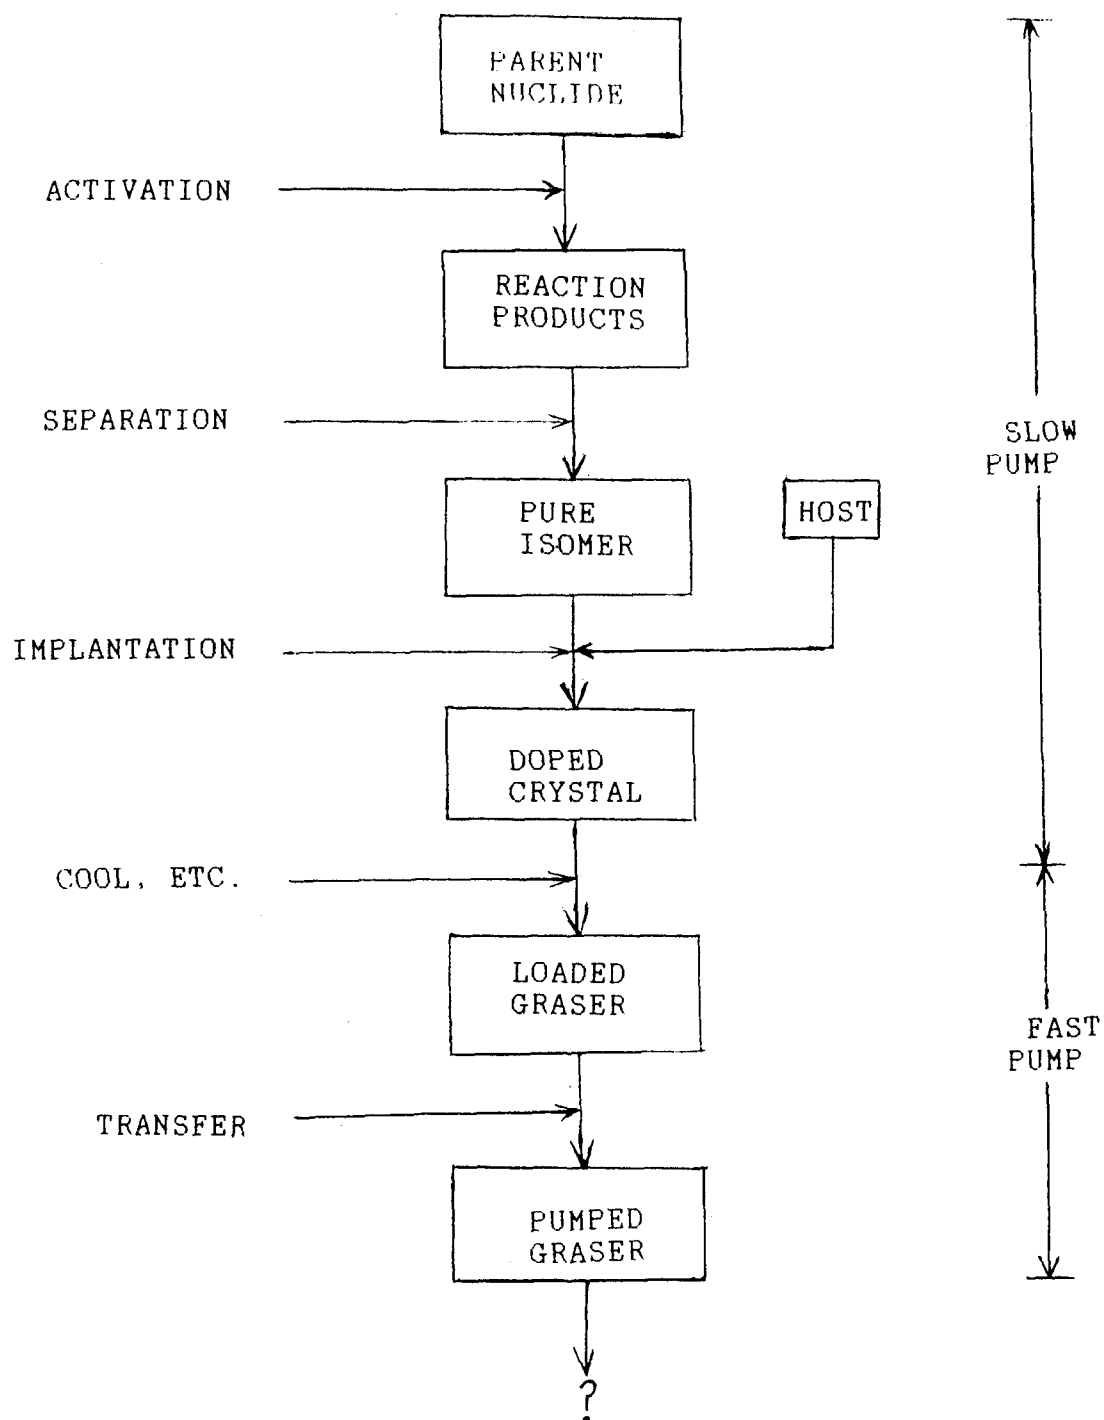 PARENT
NUCLIDE
ACTIVATION
REACTION
PRODUCTS
SEPARATION
SLOW
PUMP
PURE
ISOMER
HOST
IMPLANTATION
DOPED
CRYSTAL
COOL, ETC.
LOADED
GRASER
FAST
PUMP
TRANSFER
PUMPED
GRASER
?